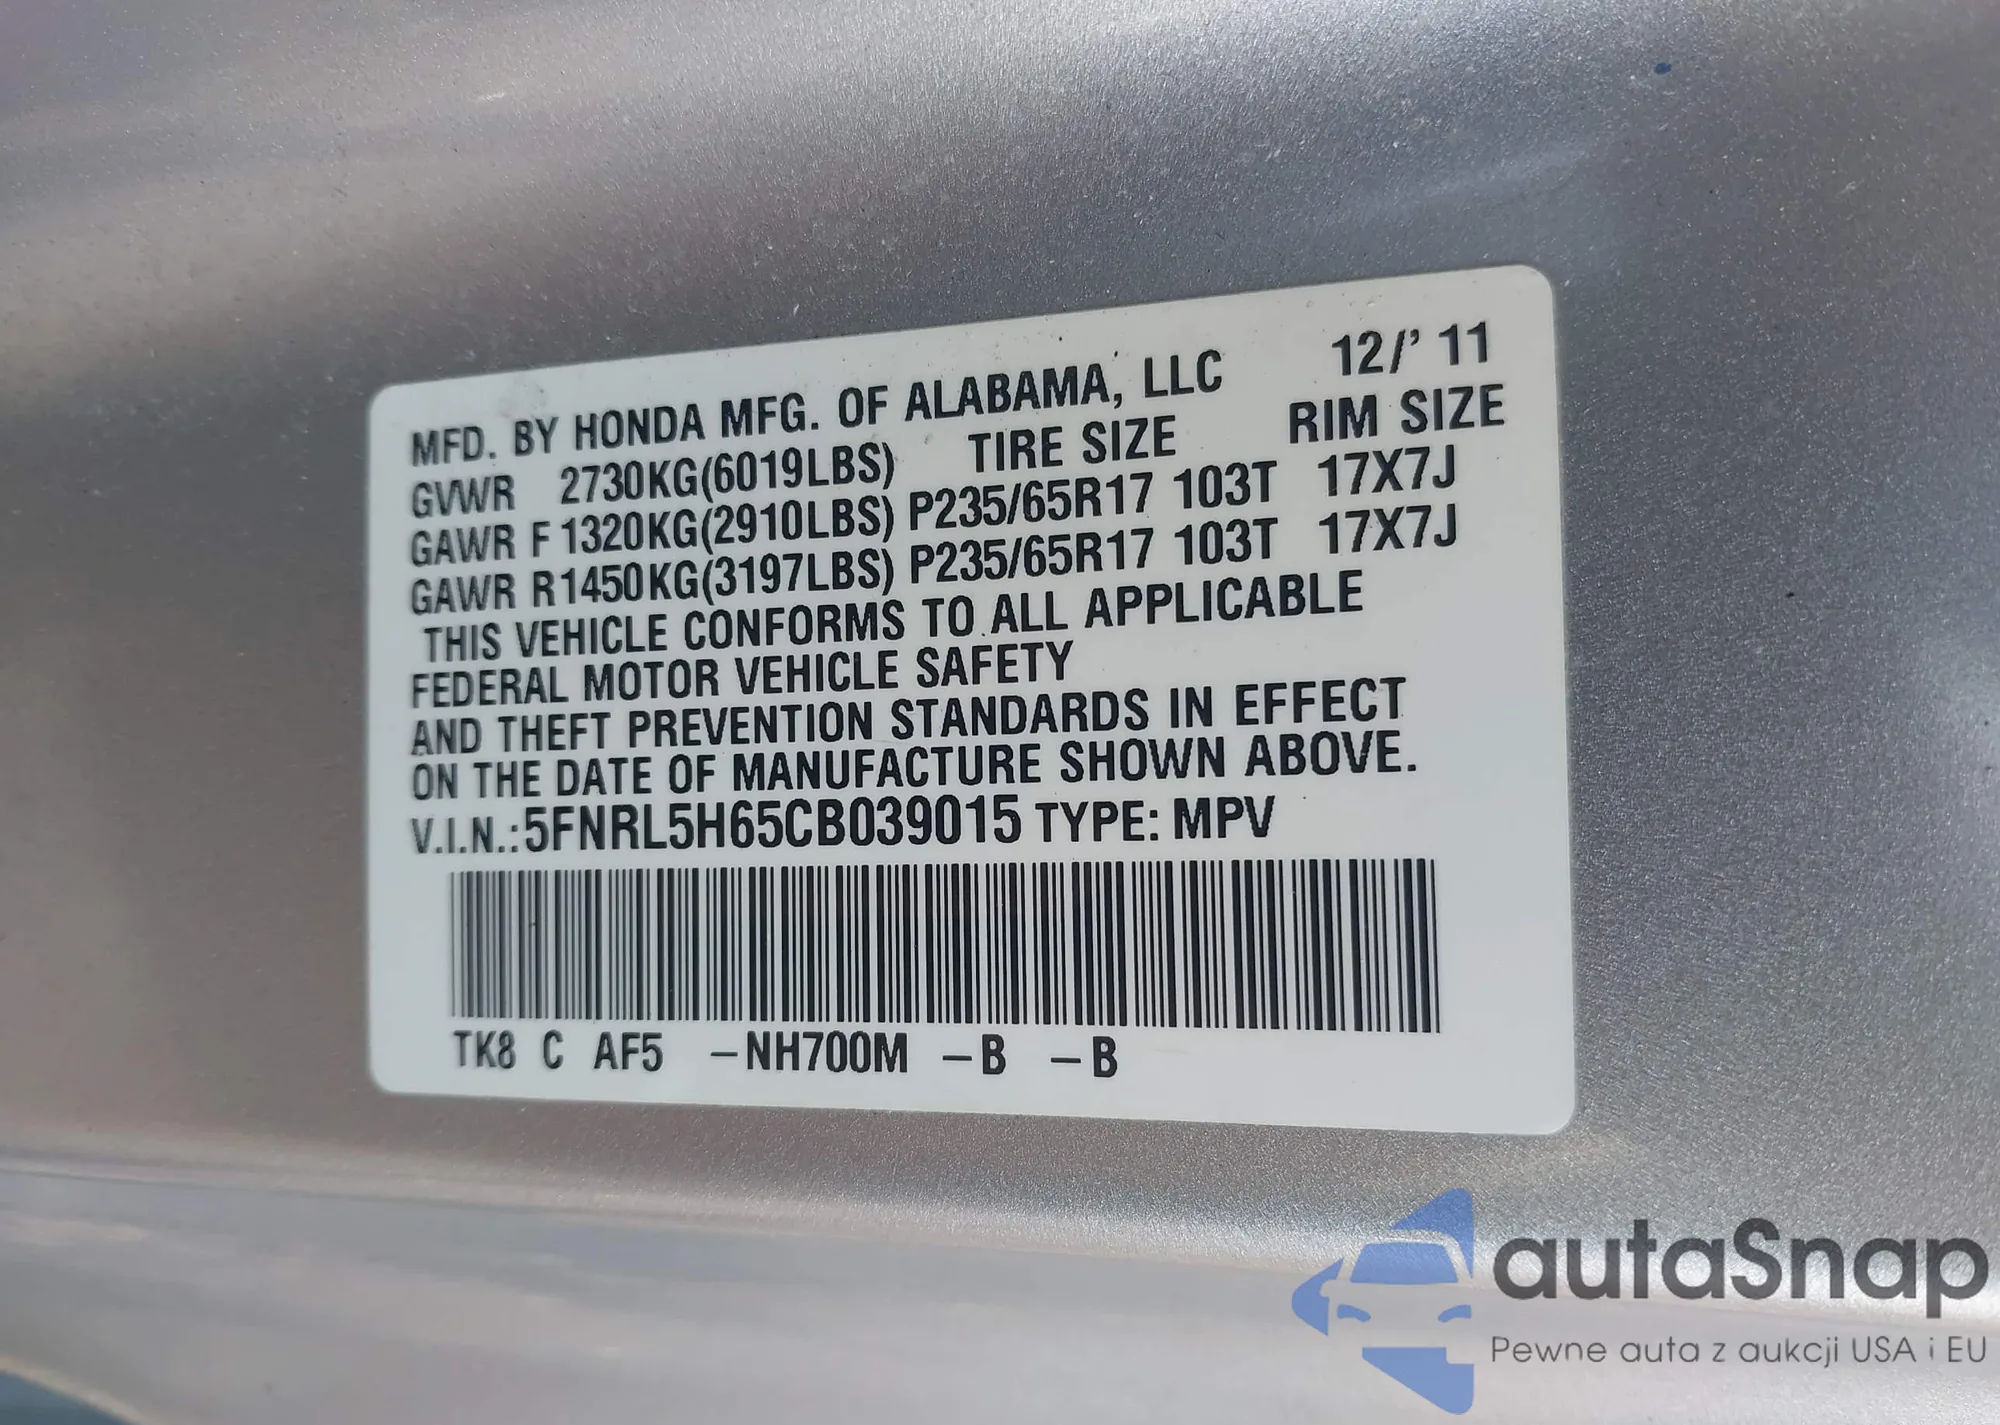 MFD. BY HONDA MFG. OF ALABAMA, LLC 12/' 11
GVWR 2730KG(6019LBS) TIRE SIZE RIM SIZE
GAWR F 1320KG(2910LBS) P235/65R17 103T 17X7J
GAWR R 1450KG(3197LBS) P235/65R17 103T 17X7J
THIS VEHICLE CONFORMS TO ALL APPLICABLE
FEDERAL MOTOR VEHICLE SAFETY
AND THEFT PREVENTION STANDARDS IN EFFECT
ON THE DATE OF MANUFACTURE SHOWN ABOVE.
V.I.N.: 5FNRL5H65CB039015 TYPE: MPV
TK8 C AF5 –NH700M –B –B
autaSnap
Pewne auta z aukcji USA i EU